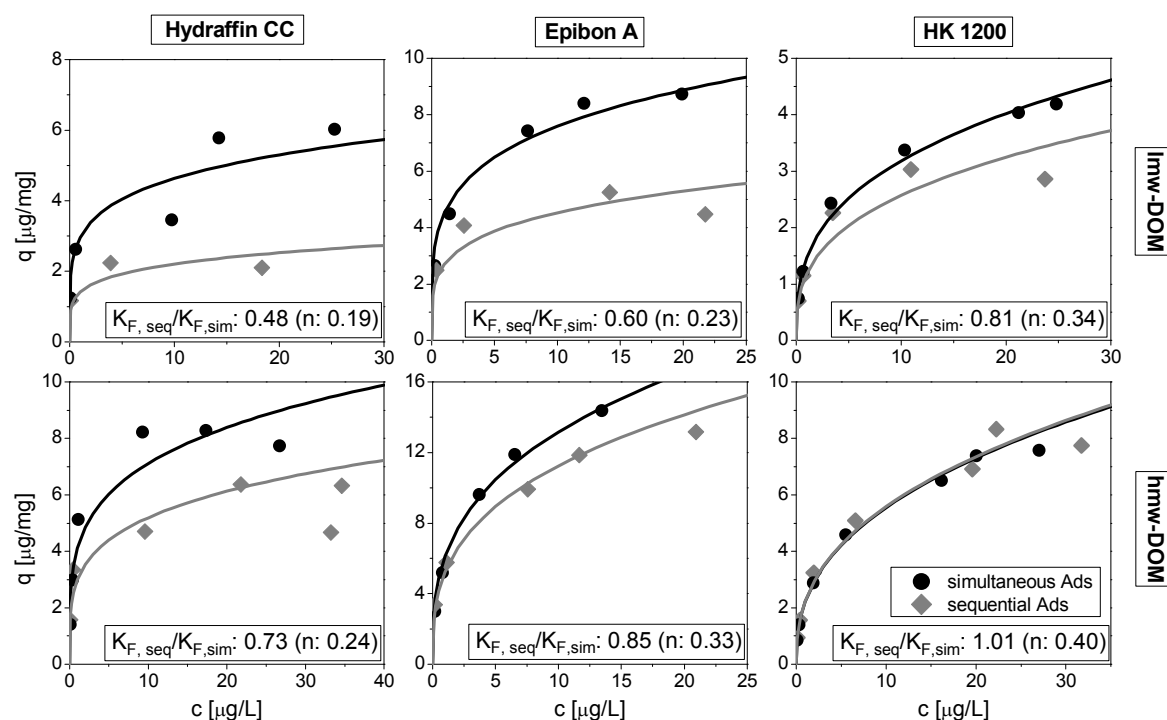 Hydraffin CC
Epibon A
HK 1200
8
6
4
2
0
0 10 20 30
q [µg/mg]
K_F, seq/K_F,sim: 0.48 (n: 0.19)
10
8
6
4
2
0
0 5 10 15 20 25
K_F, seq/K_F,sim: 0.60 (n: 0.23)
5
4
3
2
1
0
0 10 20 30
K_F, seq/K_F,sim: 0.81 (n: 0.34)
lmw-DOM
10
8
6
4
2
0
0 10 20 30 40
q [µg/mg]
c [µg/L]
K_F, seq/K_F,sim: 0.73 (n: 0.24)
16
12
8
4
0
0 5 10 15 20 25
c [µg/L]
K_F, seq/K_F,sim: 0.85 (n: 0.33)
10
8
6
4
2
0
0 10 20 30
c [µg/L]
simultaneous Ads
sequential Ads
K_F, seq/K_F,sim: 1.01 (n: 0.40)
hmw-DOM